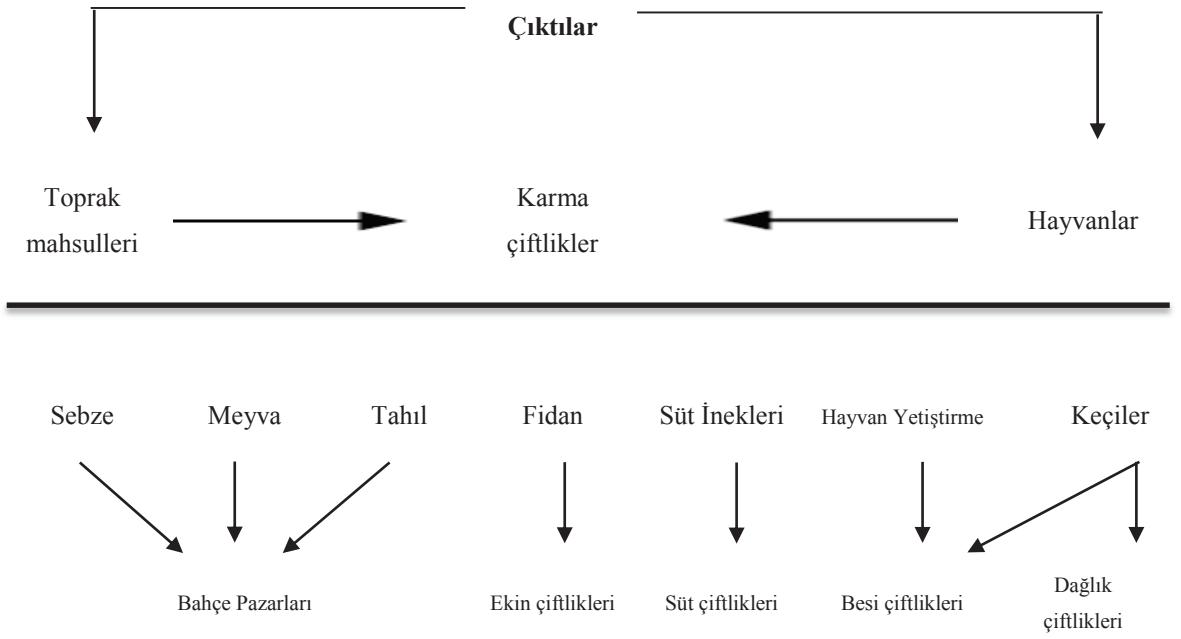 Çıktılar
Toprak
mahsulleri
Karma
çiftlikler
Hayvanlar
Sebze
Meyva
Tahıl
Fidan
Süt İnekleri
Hayvan Yetiştirme
Keçiler
Bahçe Pazarları
Ekin çiftlikleri
Süt çiftlikleri
Besi çiftlikleri
Dağlık
çiftlikleri